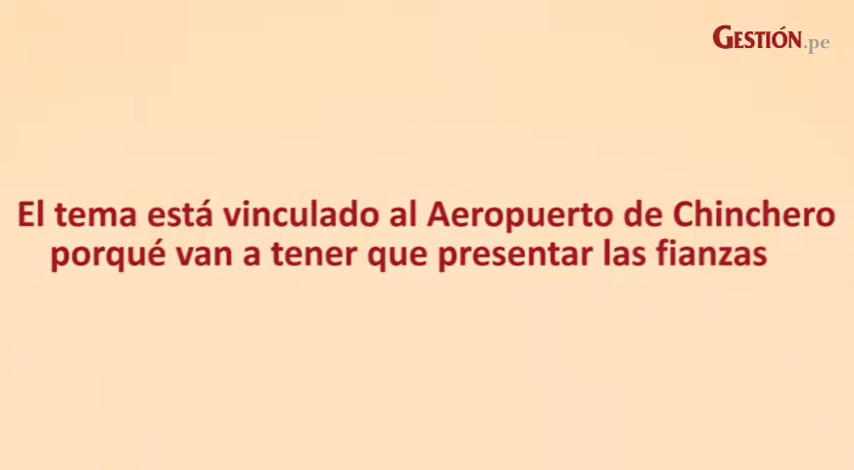 GESTIÓN.pe
El tema está vinculado al Aeropuerto de Chinchero
porqué van a tener que presentar las fianzas